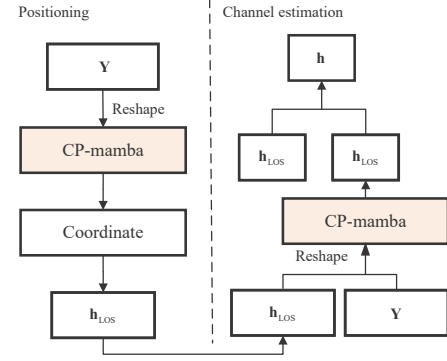 Positioning
Y
Reshape
CP-mamba
Coordinate
h_LOS
Channel estimation
h
h_LOS
h_LOS
CP-mamba
Reshape
h_LOS
Y